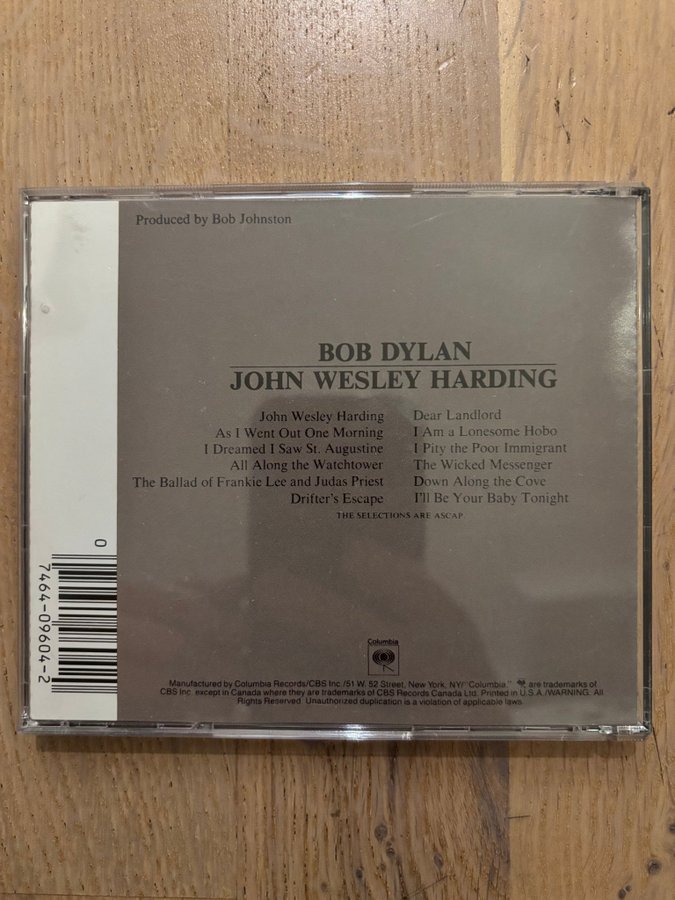 Produced by Bob Johnston
BOB DYLAN
JOHN WESLEY HARDING
John Wesley Harding
As I Went Out One Morning
I Dreamed I Saw St. Augustine
All Along the Watchtower
The Ballad of Frankie Lee and Judas Priest
Drifter's Escape
Dear Landlord
I Am a Lonesome Hobo
I Pity the Poor Immigrant
The Wicked Messenger
Down Along the Cove
I'll Be Your Baby Tonight
THE SELECTIONS ARE ASCAP.
Columbia
Manufactured by Columbia Records/CBS Inc./51 W. 52 Street, New York, NY/"Columbia," are trademarks of
CBS Inc. except in Canada where they are trademarks of CBS Records Canada Ltd. Printed in U.S.A./WARNING: All
Rights Reserved. Unauthorized duplication is a violation of applicable laws.
0
7464-09604-2